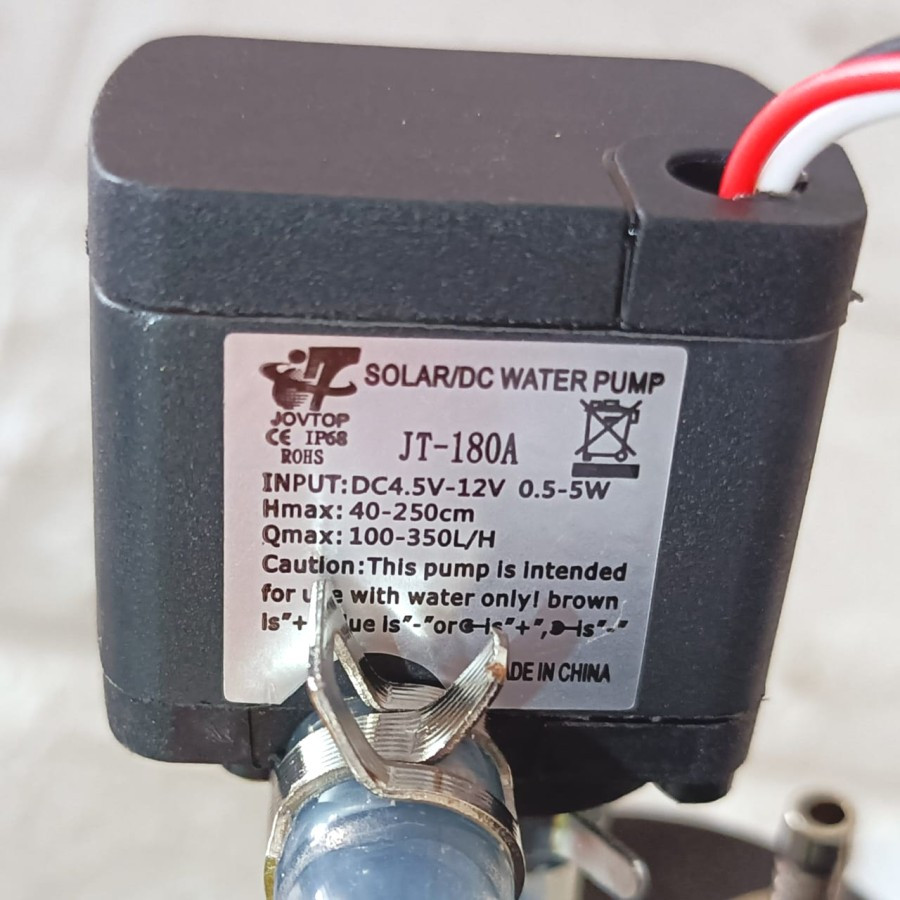 SOLAR/DC WATER PUMP
JOVTOP
CE IP68
ROHS
JT-180A
INPUT:DC4.5V-12V 0.5-5W
Hmax: 40-250cm
Qmax: 100-350L/H
Caution:This pump is intended
for with water only! brown
is"+ is"-"or is"+", is"-"
IN CHINA